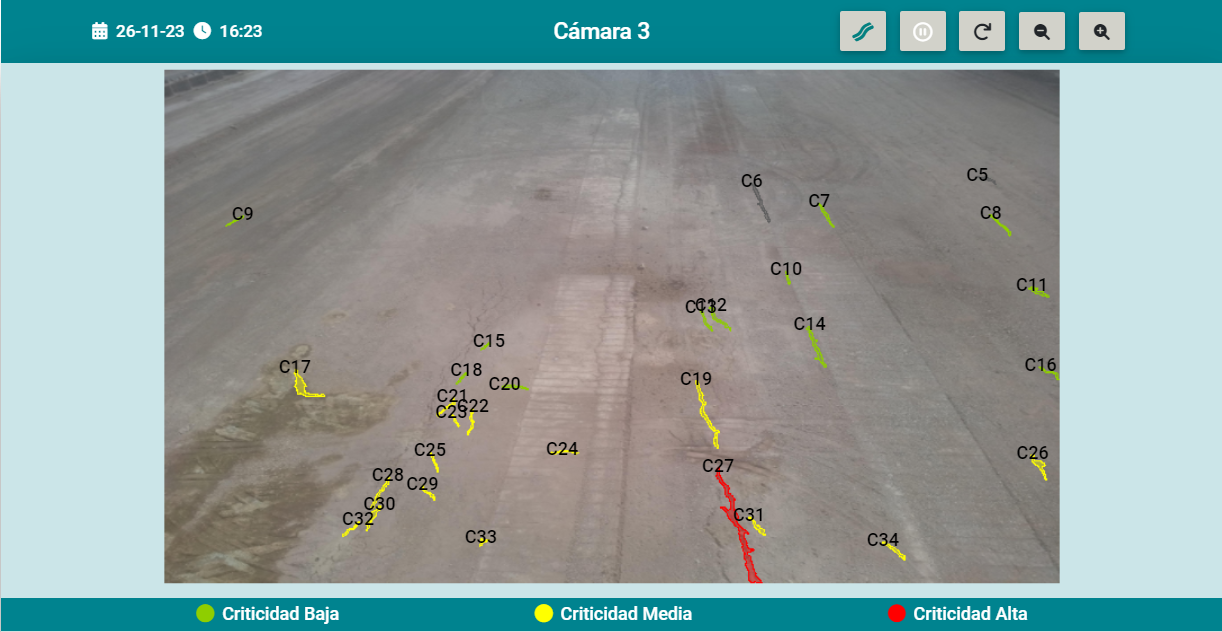 26-11-23 16:23
Cámara 3
C5
C6
C7
C8
C9
C10
C11
C12
C13
C14
C15
C16
C17
C18
C19
C20
C21
C22
C23
C24
C25
C26
C27
C28
C29
C30
C31
C32
C33
C34
Criticidad Baja
Criticidad Media
Criticidad Alta